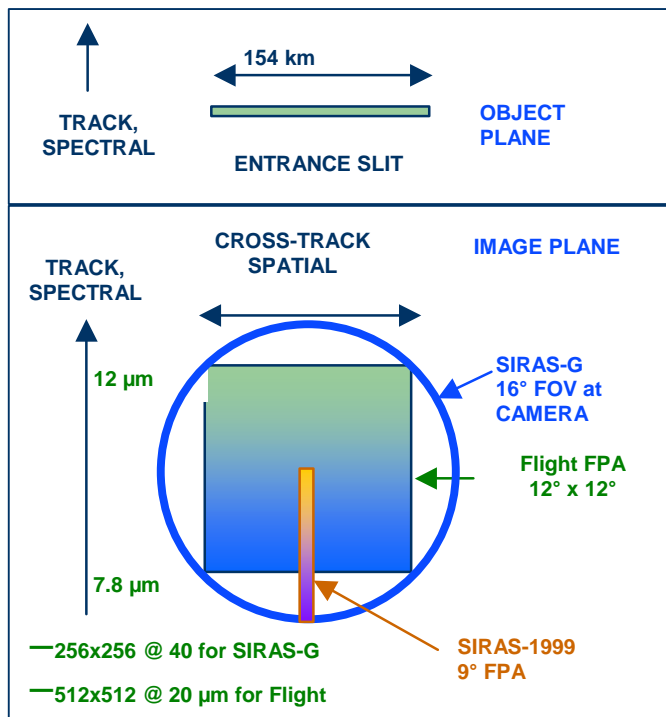 154 km
TRACK,
SPECTRAL
OBJECT
PLANE
ENTRANCE SLIT
CROSS-TRACK
SPATIAL
IMAGE PLANE
TRACK,
SPECTRAL
12 µm
SIRAS-G
16° FOV at
CAMERA
Flight FPA
12° x 12°
7.8 µm
SIRAS-1999
9° FPA
256x256 @ 40 for SIRAS-G
512x512 @ 20 µm for Flight